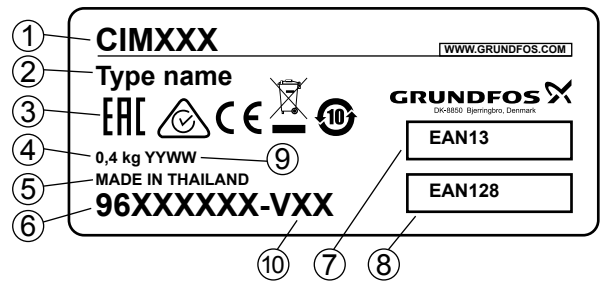 1 CIMXXX
WWW.GRUNDFOS.COM
2 Type name
3 EAC CE 10
GRUNDFOS X
DK-8850 Bjerringbro, Denmark
4 0,4 kg YYWW 9
EAN13
5 MADE IN THAILAND
EAN128
6 96XXXXXX-VXX
10 7 8